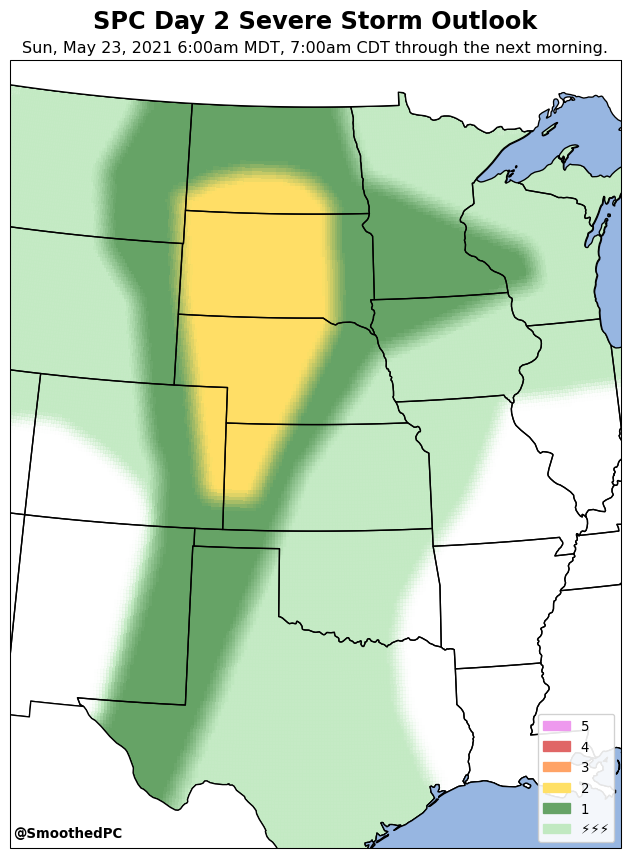 SPC Day 2 Severe Storm Outlook
Sun, May 23, 2021 6:00am MDT, 7:00am CDT through the next morning.
5
4
3
2
1
⚡⚡⚡
@SmoothedPC